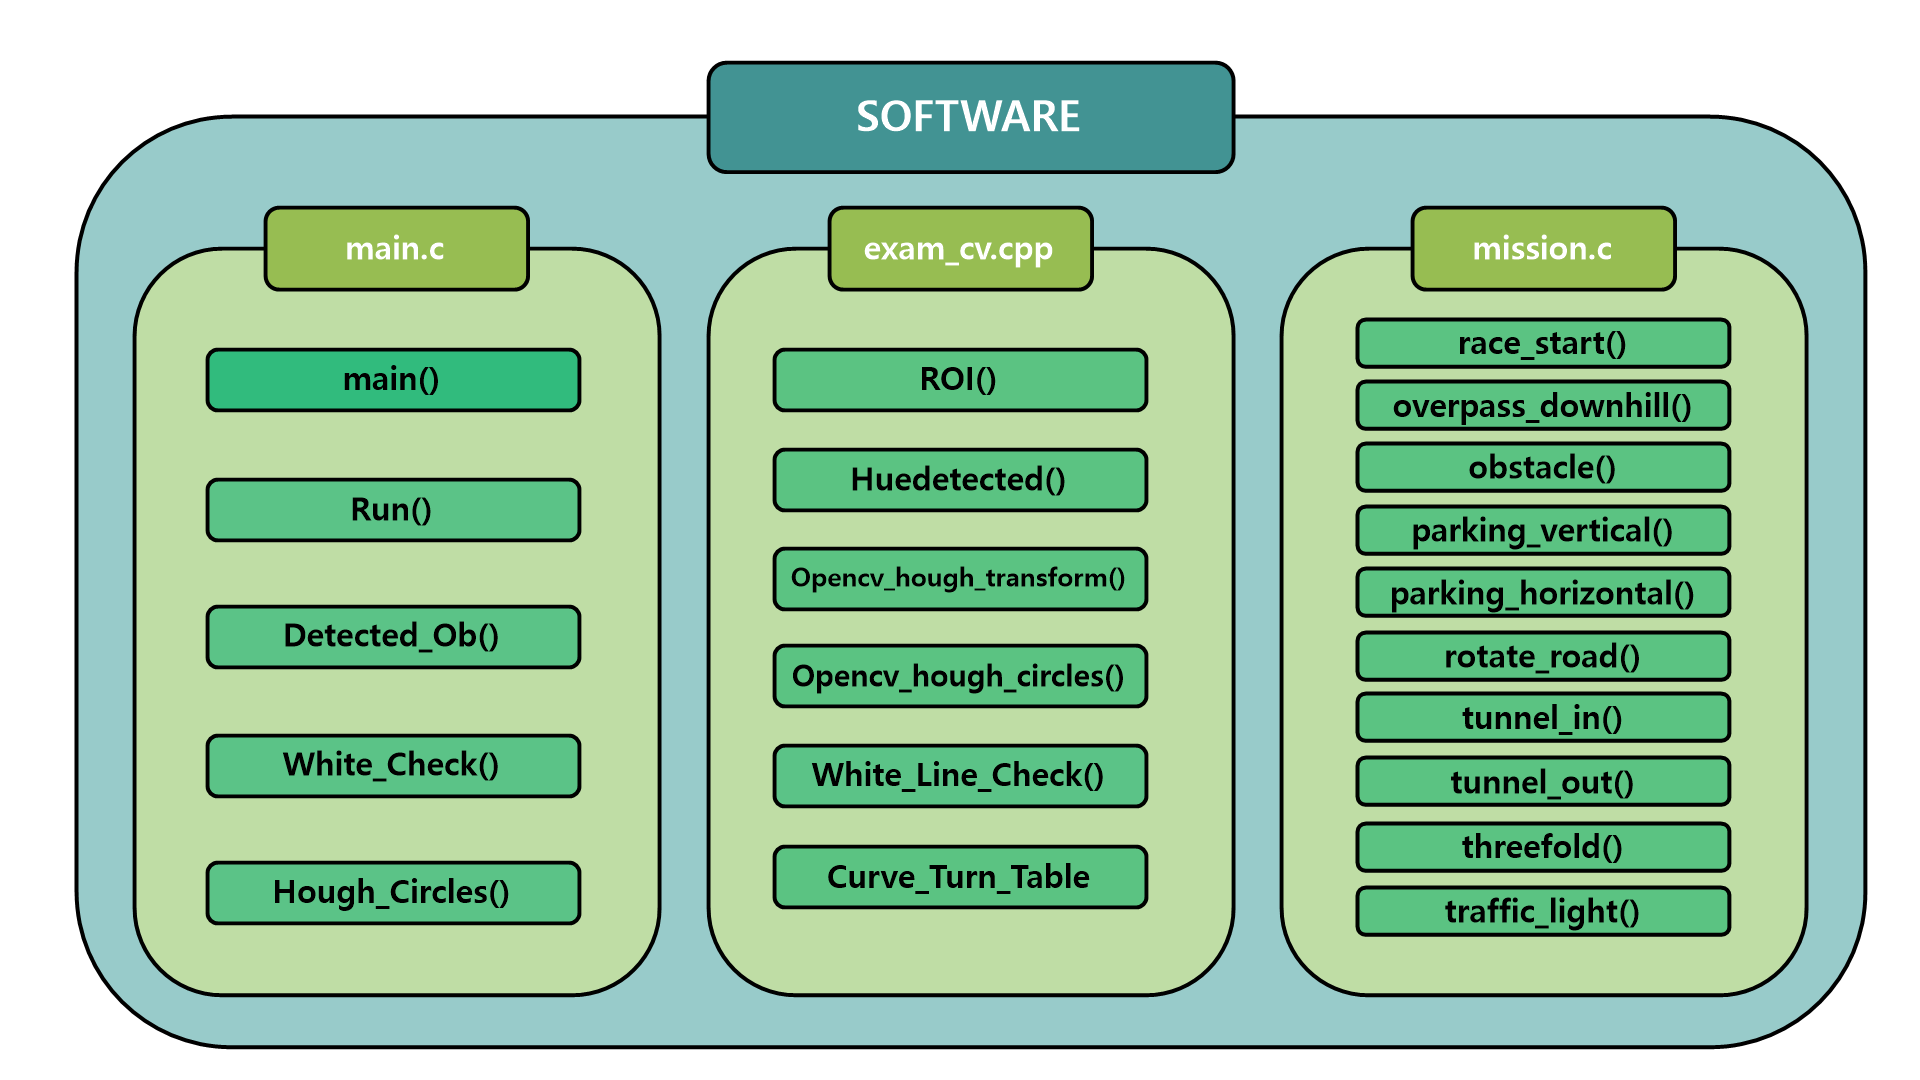 SOFTWARE
main.c
main()
Run()
Detected_Ob()
White_Check()
Hough_Circles()
exam_cv.cpp
ROI()
Huedetected()
Opencv_hough_transform()
Opencv_hough_circles()
White_Line_Check()
Curve_Turn_Table
mission.c
race_start()
overpass_downhill()
obstacle()
parking_vertical()
parking_horizontal()
rotate_road()
tunnel_in()
tunnel_out()
threefold()
traffic_light()